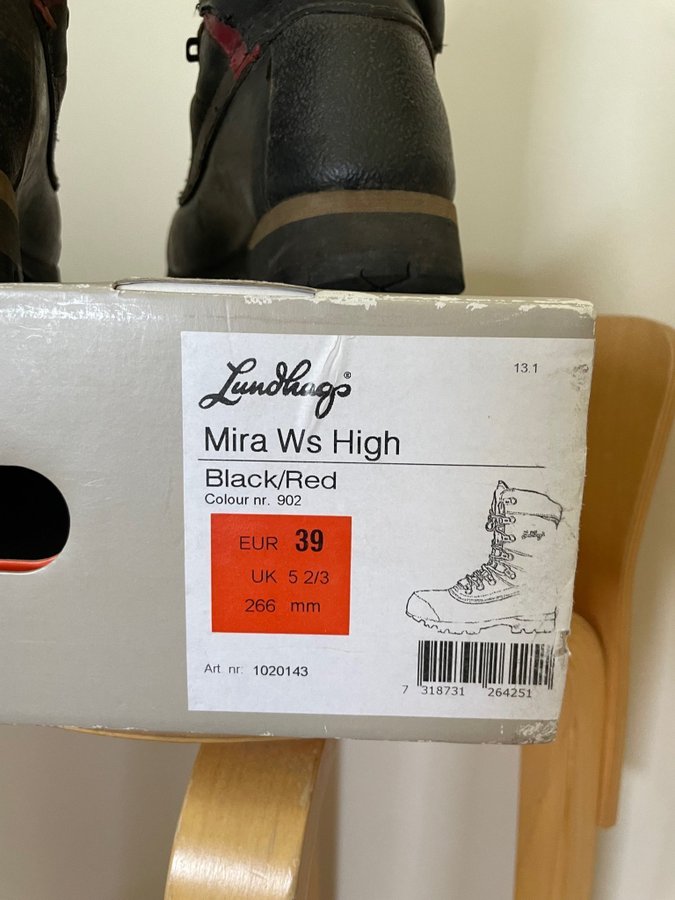 Lundhags®
13.1
Mira Ws High
Black/Red
Colour nr. 902
EUR 39
UK 5 2/3
266 mm
Art. nr: 1020143
7 318731 264251